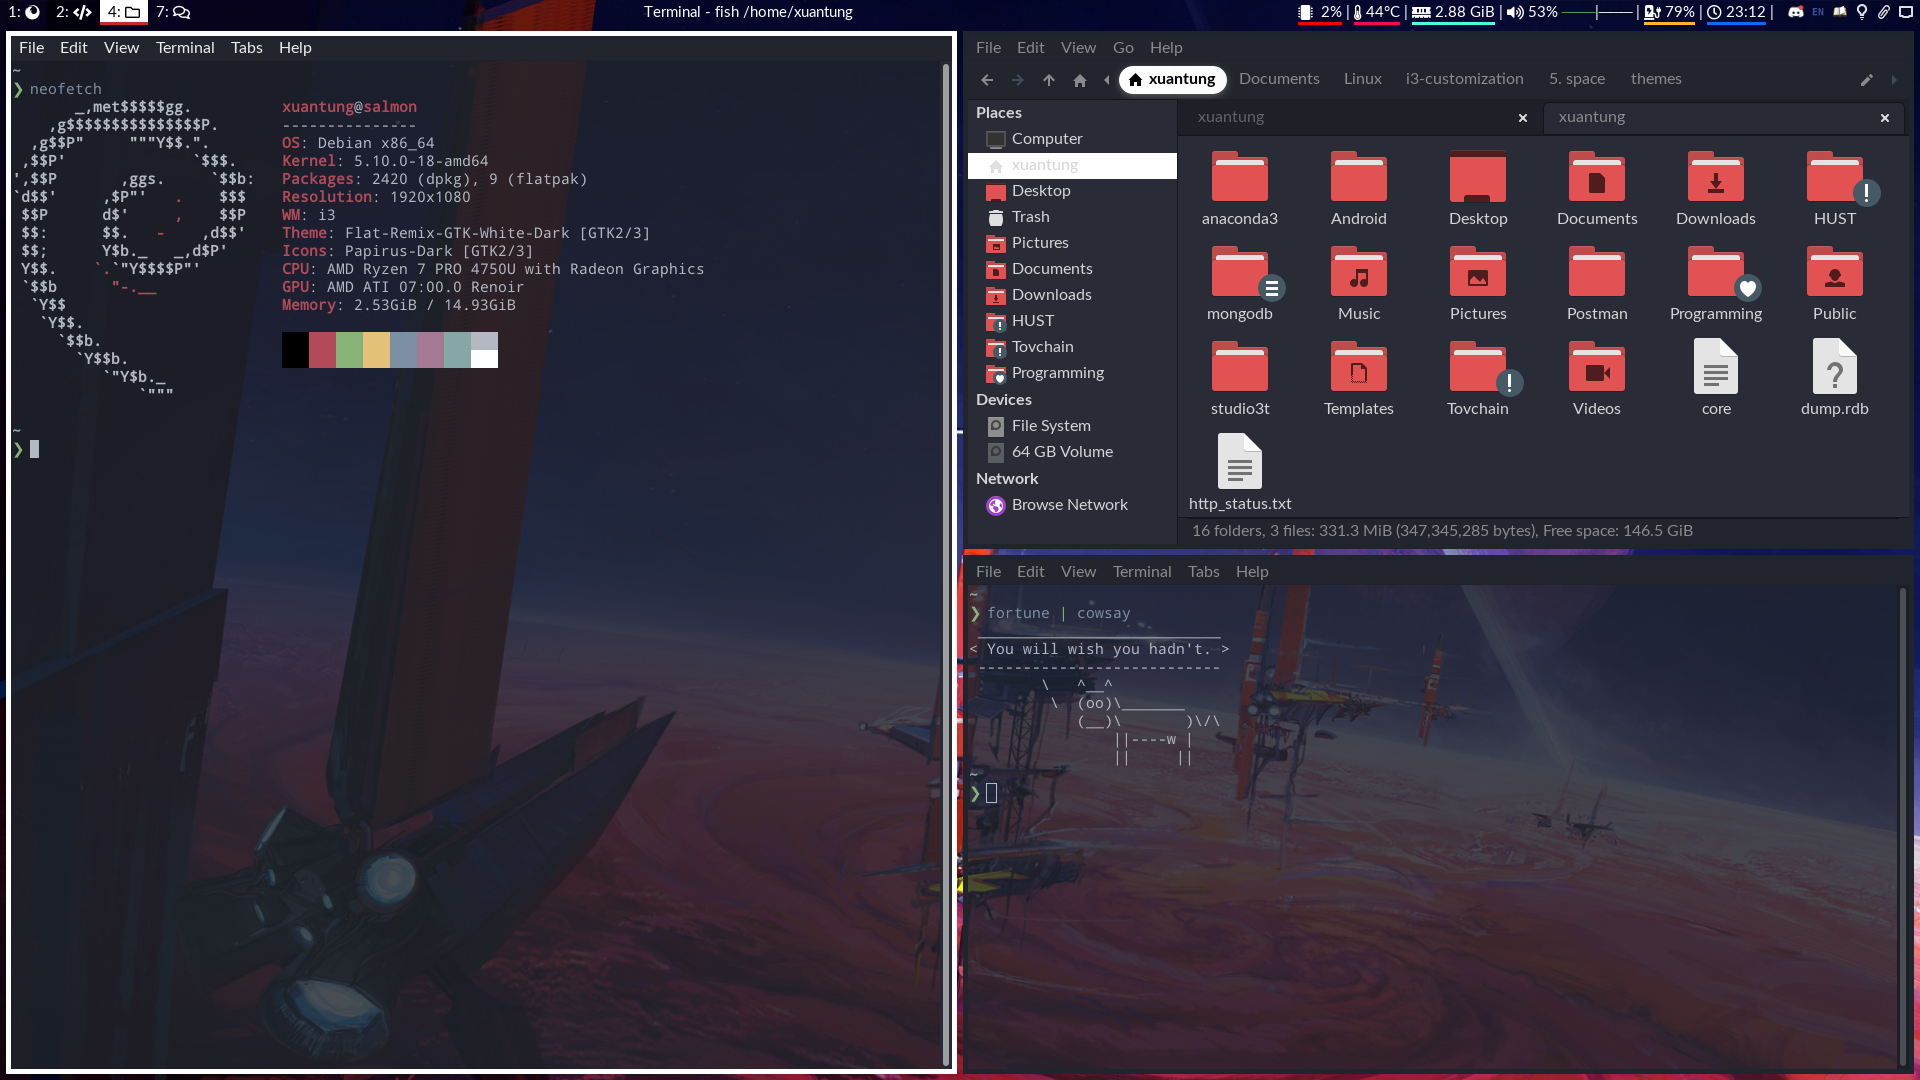 1: 2: 4: 7: Terminal - fish /home/xuantung 2% | 44°C | 2.88 GiB | 53% | 79% | 23:12 | EN
File Edit View Terminal Tabs Help
~
❯ neofetch
_,met$$$$$gg. xuantung@salmon
,g$$$$$$$$$$$$$$$P. ---------------
,g$$P" """Y$$.". OS: Debian x86_64
,$$P' `$$$. Kernel: 5.10.0-18-amd64
',$$P ,ggs. `$$b: Packages: 2420 (dpkg), 9 (flatpak)
`d$$' ,$P"' . $$$ Resolution: 1920x1080
$$P d$' , $$P WM: i3
$$: $$. - ,d$$' Theme: Flat-Remix-GTK-White-Dark [GTK2/3]
$$; Y$b._ _,d$P' Icons: Papirus-Dark [GTK2/3]
Y$$. `.`"Y$$$$P"' CPU: AMD Ryzen 7 PRO 4750U with Radeon Graphics
`$$b "-.__ GPU: AMD ATI 07:00.0 Renoir
`Y$$ Memory: 2.53GiB / 14.93GiB
`Y$$.
`$$b.
`Y$$b.
`"Y$b._
`"""
~
❯
File Edit View Go Help
xuantung Documents Linux i3-customization 5. space themes
Places
Computer
xuantung
Desktop
Trash
Pictures
Documents
Downloads
HUST
Tovchain
Programming
Devices
File System
64 GB Volume
Network
Browse Network
xuantung × xuantung ×
anaconda3 Android Desktop Documents Downloads HUST
mongodb Music Pictures Postman Programming Public
studio3t Templates Tovchain Videos core dump.rdb
http_status.txt
16 folders, 3 files: 331.3 MiB (347,345,285 bytes), Free space: 146.5 GiB
File Edit View Terminal Tabs Help
~
❯ fortune | cowsay
___________________________
< You will wish you hadn't. >
---------------------------
\ ^__^
\ (oo)\_______
(__)\ )\/\
||----w |
|| ||
~
❯